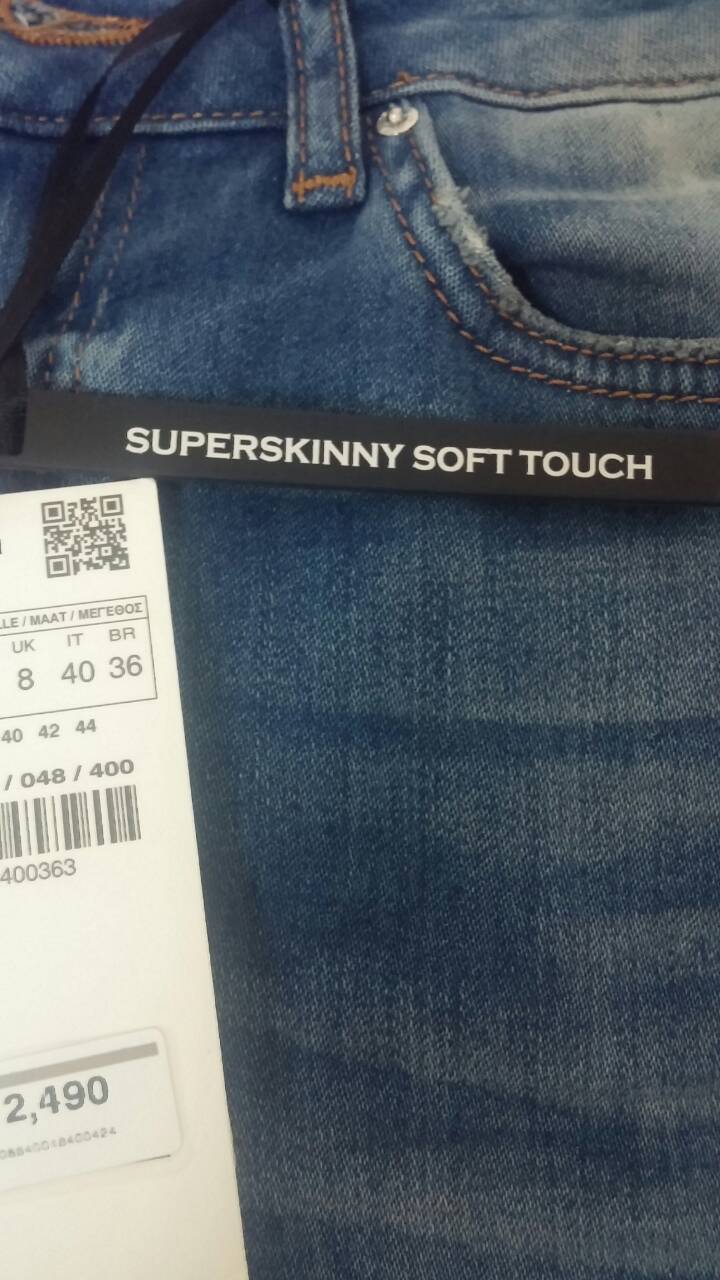 SUPERSKINNY SOFT TOUCH
LLE / MAAT / ΜΕΓΕΘΟΣ
UK IT BR
8 40 36
40 42 44
/ 048 / 400
400363
2,490